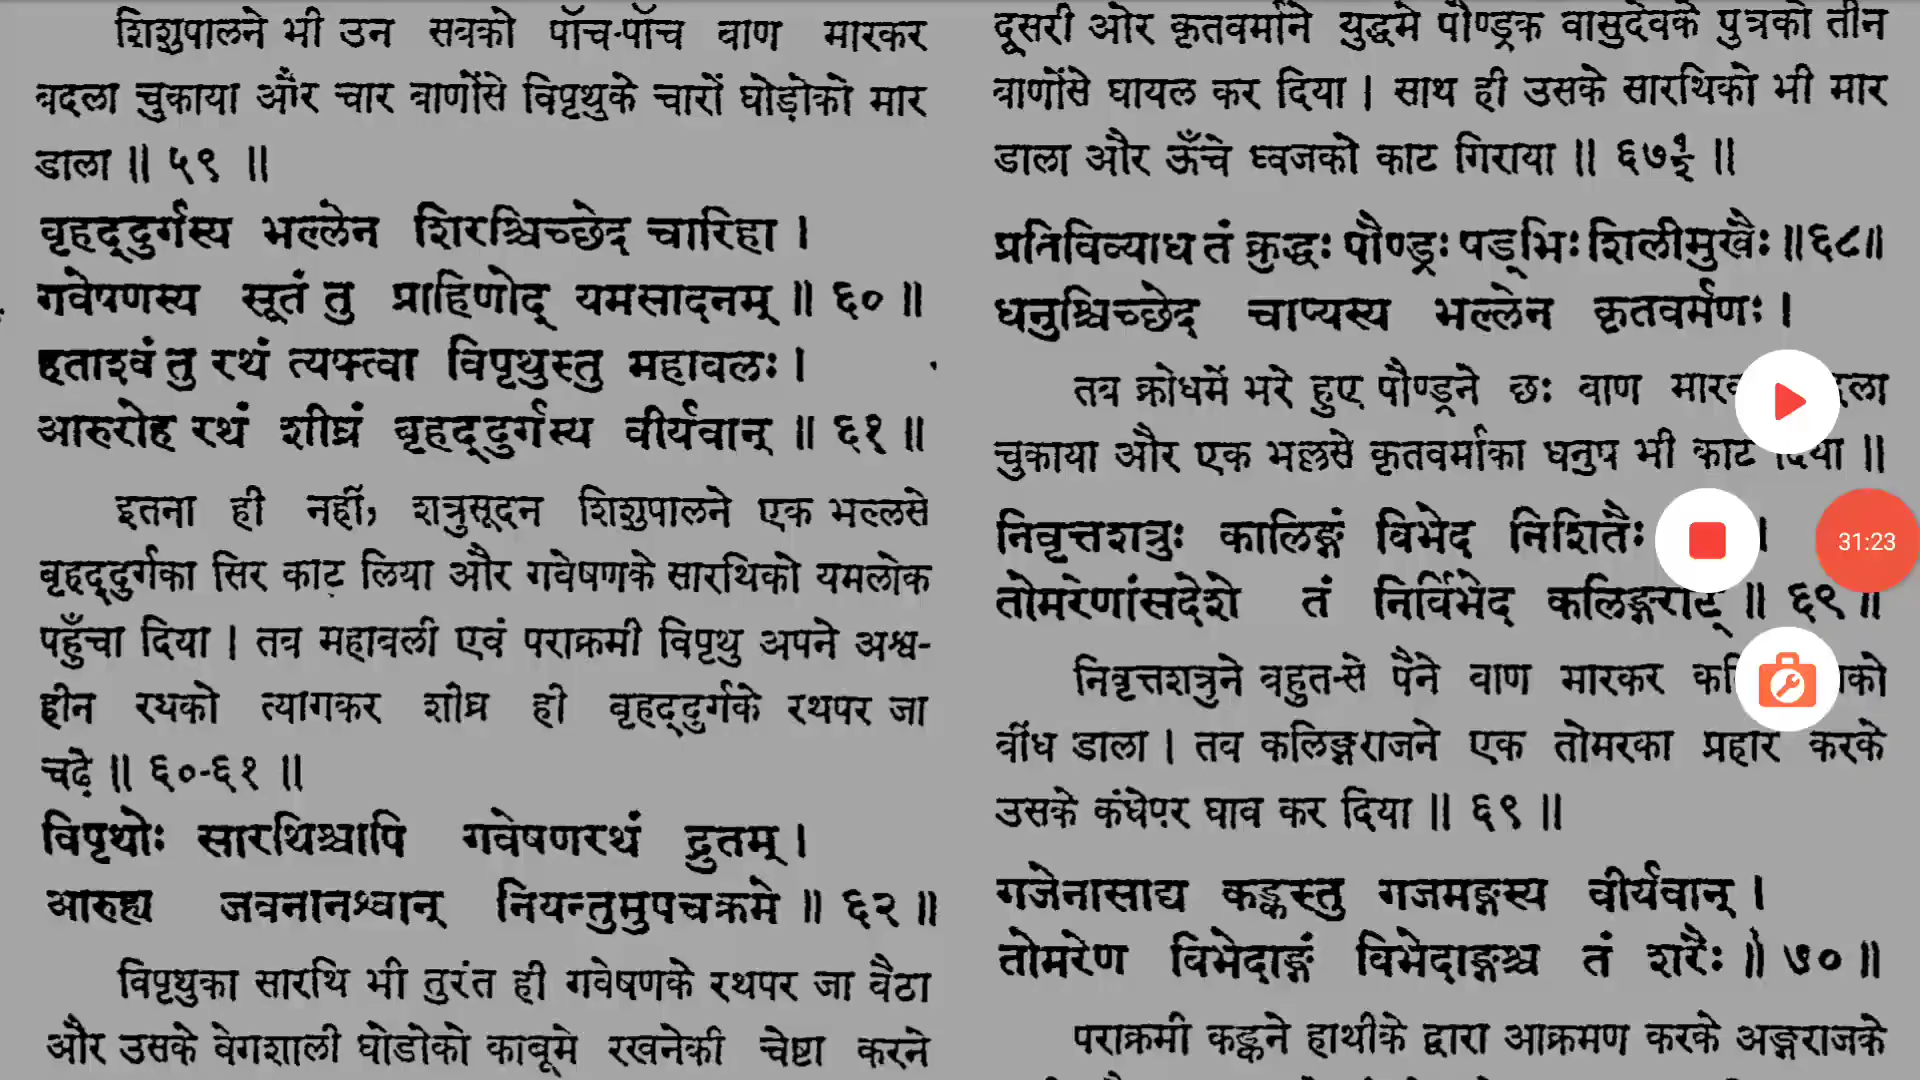 शिशुपालने भी उन सबको पाँच-पाँच बाण मारकर
बदला चुकाया और चार बाणोंसे विपृथुके चारों घोड़ोको मार
डाला ॥ ५९ ॥
बृहद्दुर्गस्य भल्लेन शिरश्चिच्छेद चारिहा ।
गवेषणस्य सूतं तु प्राहिणोद् यमसादनम् ॥ ६० ॥
हताश्वं तु रथं त्यक्त्वा विपृथुस्तु महाबलः ।
आरुरोह रथं शीघ्रं बृहद्दुर्गस्य वीर्यवान् ॥ ६१ ॥
इतना ही नहीं, शत्रुसूदन शिशुपालने एक भल्लसे
बृहद्दुर्गका सिर काट लिया और गवेषणके सारथिको यमलोक
पहुँचा दिया । तब महाबली एवं पराक्रमी विपृथु अपने अश्व-
हीन रथको त्यागकर शीघ्र ही बृहद्दुर्गके रथपर जा
चढ़े ॥ ६०-६१ ॥
विपृथोः सारथिश्चापि गवेषणरथं द्रुतम् ।
आरुह्य जवनानश्वान् नियन्तुमुपचक्रमे ॥ ६२ ॥
विपृथुका सारथि भी तुरंत ही गवेषणके रथपर जा बैठा
और उसके वेगशाली घोडोको काबूमे रखनेकी चेष्टा करने
दूसरी ओर कृतवर्माने युद्धमे पौण्ड्रक वासुदेवके पुत्रको तीन
बाणोंसे घायल कर दिया । साथ ही उसके सारथिको भी मार
डाला और ऊँचे ध्वजको काट गिराया ॥ ६७½ ॥
प्रतिविव्याध तं क्रुद्धः पौण्ड्रः षड्भिः शिलीमुखैः ॥६८॥
धनुश्चिच्छेद चाप्यस्य भल्लेन कृतवर्मणः ।
तब क्रोधमें भरे हुए पौण्ड्रने छः बाण
चुकाया और एक भल्लसे कृतवर्माका धनुष भी काट दिया ॥
निवृत्तशत्रुः कालिङ्गं विभेद निशितैः ।
31:23
तोमरेणांसदेशे तं निर्विभेद कलिङ्गराट् ॥ ६९ ॥
निवृत्तशत्रुने बहुत-से पैने बाण मारकर
बींध डाला । तब कलिङ्गराजने एक तोमरका प्रहार करके
उसके कंधेपर घाव कर दिया ॥ ६९ ॥
गजेनासाद्य कङ्कस्तु गजमङ्गस्य वीर्यवान् ।
तोमरेण विभेदाङ्गं विभेदाङ्गश्च तं शरैः ॥ ७० ॥
पराक्रमी कङ्कने हाथीके द्वारा आक्रमण करके अङ्गराजके